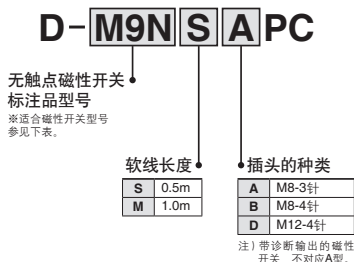 D-M9N S A PC
无触点磁性开关
标注品型号
※适合磁性开关型号
参见下表。
软线长度
S 0.5m
M 1.0m
插头的种类
A M8-3针
B M8-4针
D M12-4针
注）带诊断输出的磁性
开关 不对应A型。